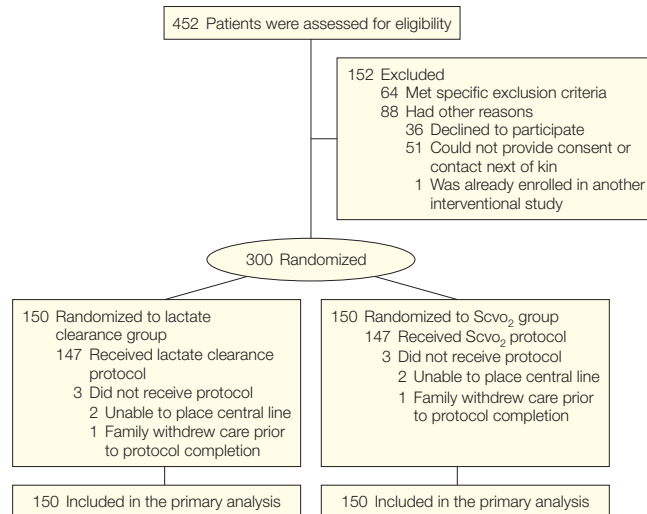 452 Patients were assessed for eligibility
152 Excluded
64 Met specific exclusion criteria
88 Had other reasons
36 Declined to participate
51 Could not provide consent or
contact next of kin
1 Was already enrolled in another
interventional study
300 Randomized
150 Randomized to lactate
clearance group
147 Received lactate clearance
protocol
3 Did not receive protocol
2 Unable to place central line
1 Family withdrew care prior
to protocol completion
150 Randomized to Scvo₂ group
147 Received Scvo₂ protocol
3 Did not receive protocol
2 Unable to place central line
1 Family withdrew care prior
to protocol completion
150 Included in the primary analysis
150 Included in the primary analysis